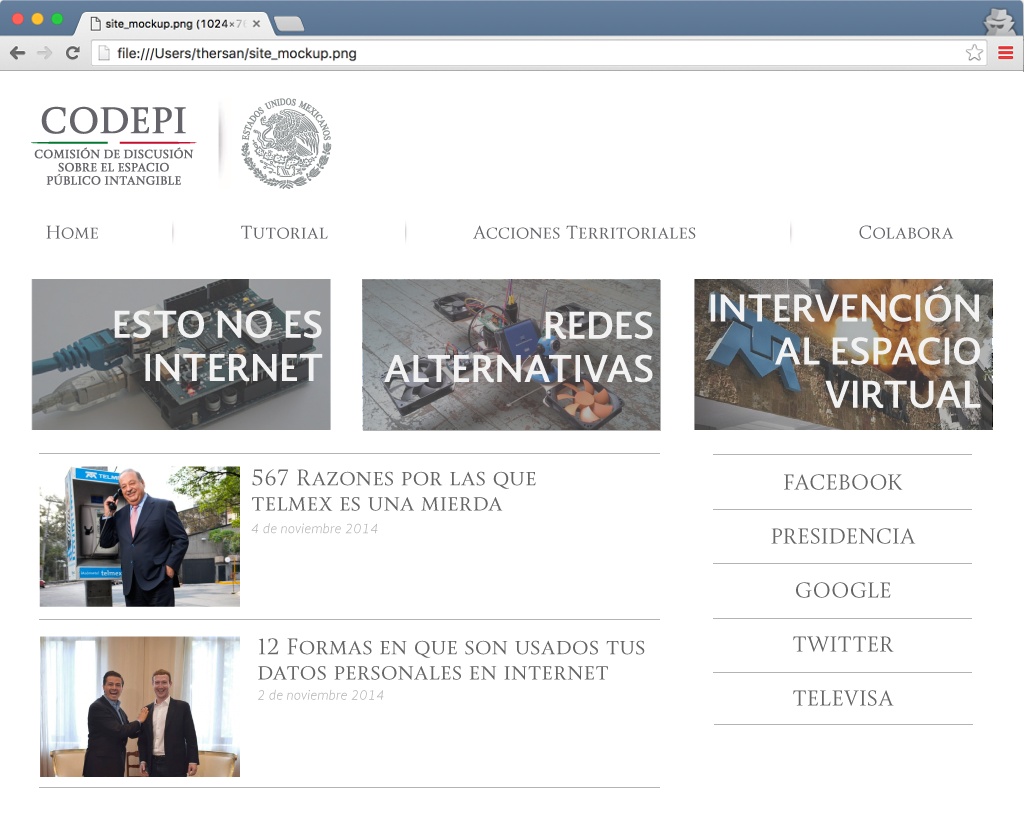 site_mockup.png (1024×7
file:///Users/thersan/site_mockup.png
CODEPI
COMISIÓN DE DISCUSIÓN
SOBRE EL ESPACIO
PÚBLICO INTANGIBLE
ESTADOS UNIDOS MEXICANOS
HOME
TUTORIAL
ACCIONES TERRITORIALES
COLABORA
ESTO NO ES
INTERNET
REDES
ALTERNATIVAS
INTERVENCIÓN
AL ESPACIO
VIRTUAL
567 RAZONES POR LAS QUE
TELMEX ES UNA MIERDA
4 de noviembre 2014
TELMEX
telmex
12 FORMAS EN QUE SON USADOS TUS
DATOS PERSONALES EN INTERNET
2 de noviembre 2014
FACEBOOK
PRESIDENCIA
GOOGLE
TWITTER
TELEVISA